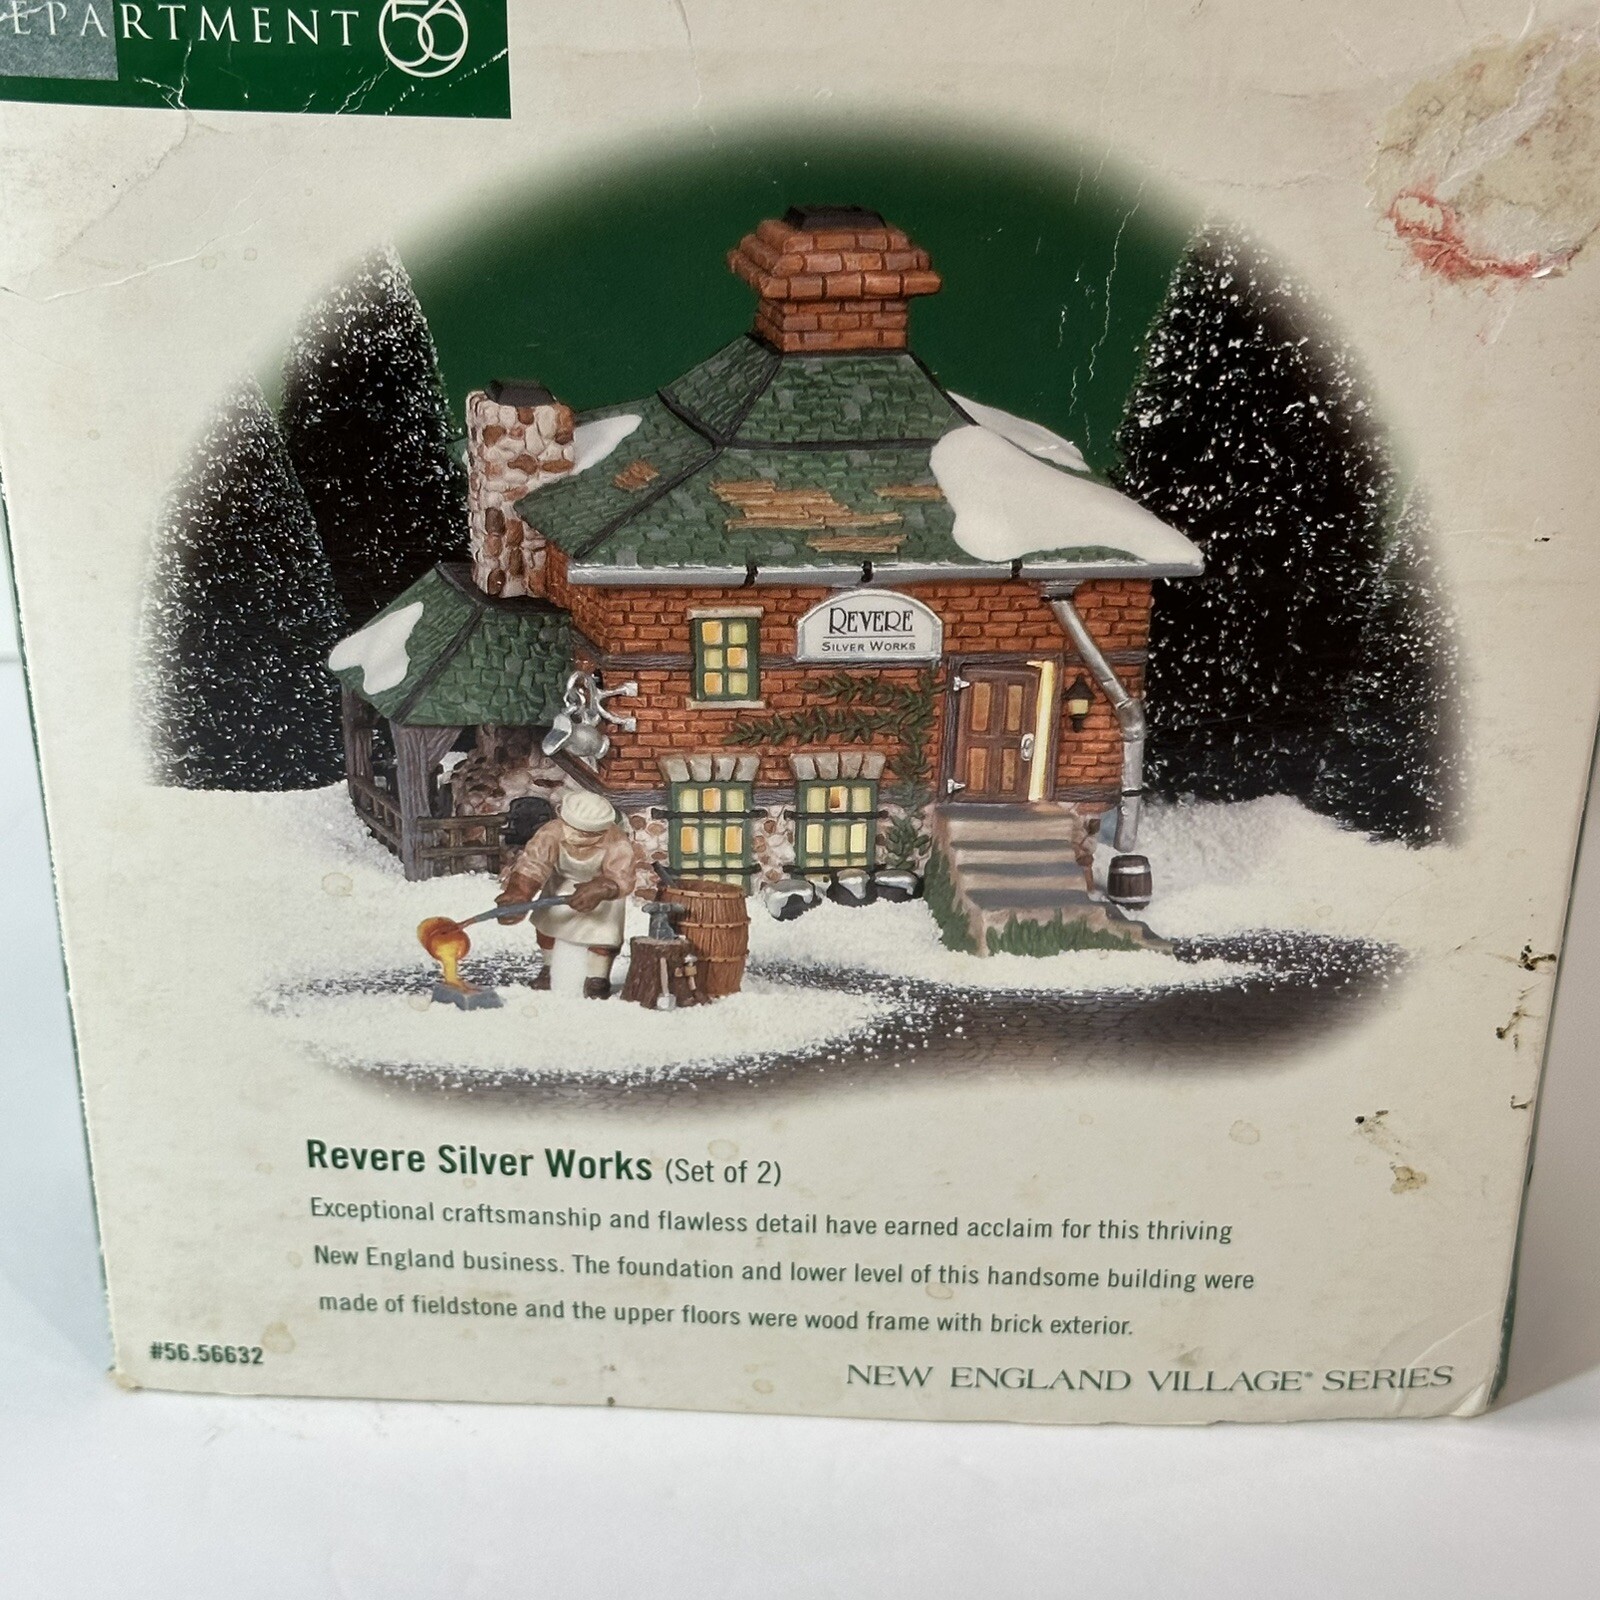 EPARTMENT 56
REVERE
SILVER WORKS
Revere Silver Works (Set of 2)
Exceptional craftsmanship and flawless detail have earned acclaim for this thriving
New England business. The foundation and lower level of this handsome building were
made of fieldstone and the upper floors were wood frame with brick exterior.
#56.56632
NEW ENGLAND VILLAGE® SERIES